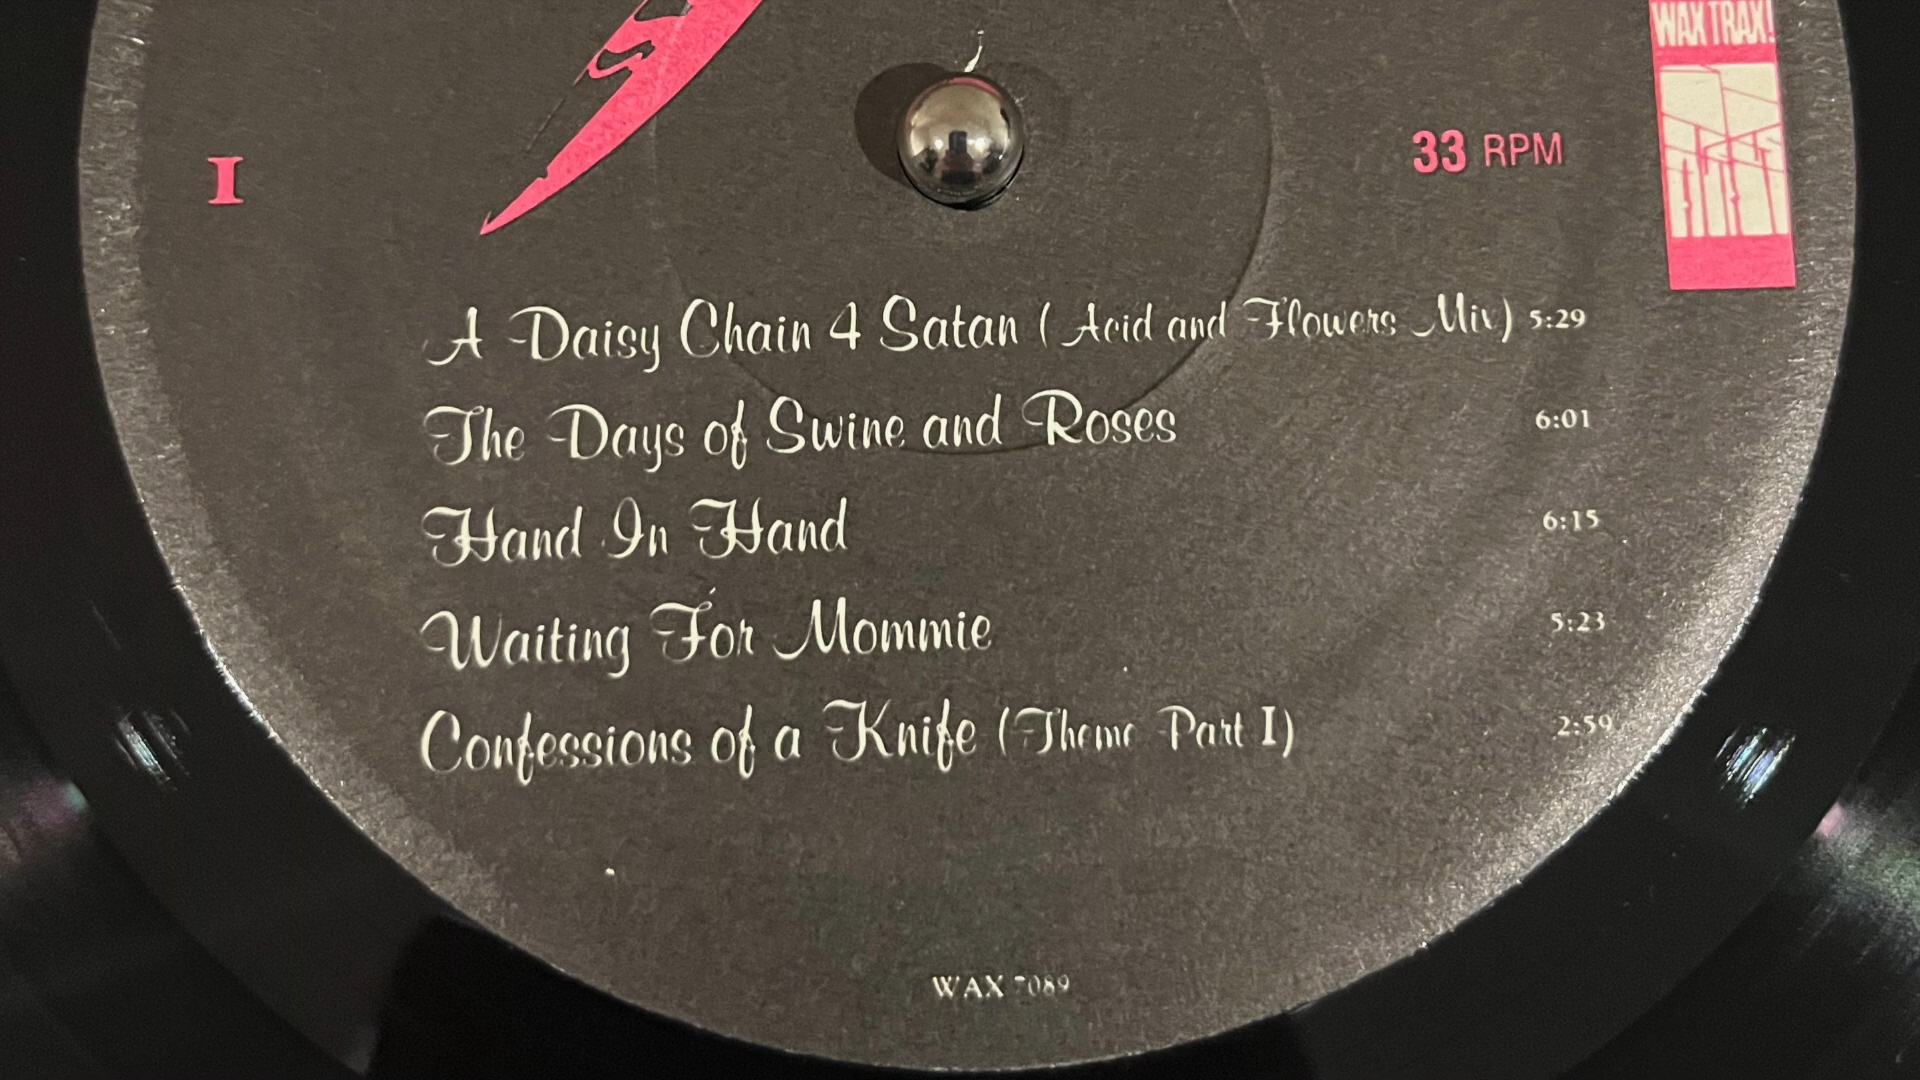 WAX TRAX!
I
33 RPM
A Daisy Chain 4 Satan (Acid and Flowers Mix) 5:29
The Days of Swine and Roses 6:01
Hand In Hand 6:15
Waiting For Mommie 5:23
Confessions of a Knife (Theme Part I) 2:59
WAX 7089